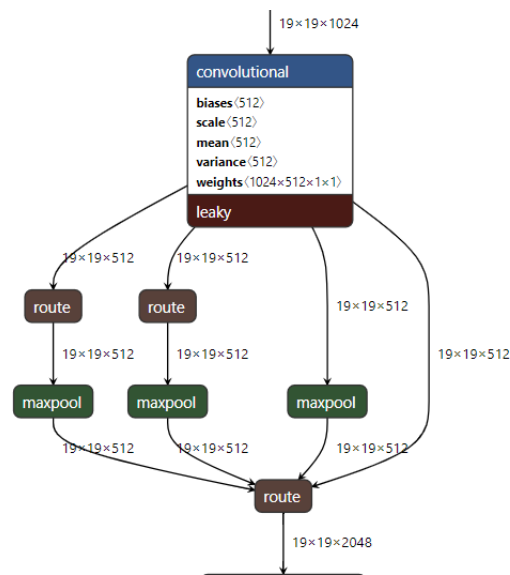 19×19×1024
convolutional
biases〈512〉
scale〈512〉
mean〈512〉
variance〈512〉
weights〈1024×512×1×1〉
leaky
19×19×512 19×19×512
route route 19×19×512
19×19×512 19×19×512 19×19×512
maxpool maxpool maxpool
19×19×512 19×19×512 19×19×512
route
19×19×2048